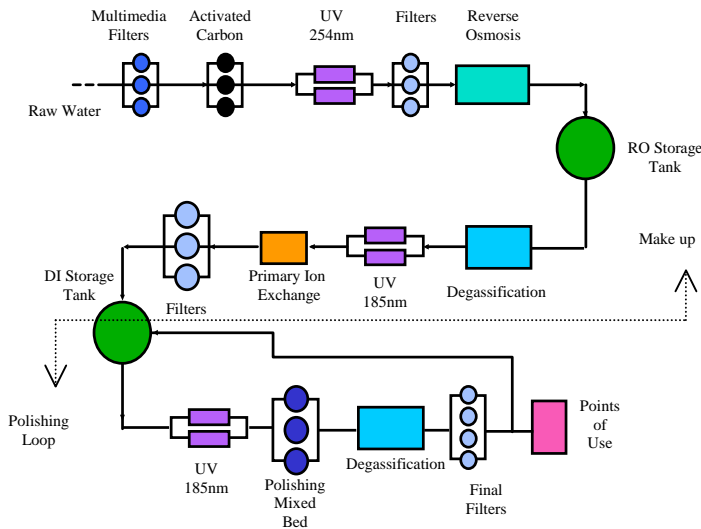 Multimedia
Filters
Activated
Carbon
UV
254nm
Filters
Reverse
Osmosis
Raw Water
RO Storage
Tank
Make up
DI Storage
Tank
Filters
Primary Ion
Exchange
UV
185nm
Degassification
Polishing
Loop
UV
185nm
Polishing
Mixed
Bed
Degassification
Final
Filters
Points
of
Use